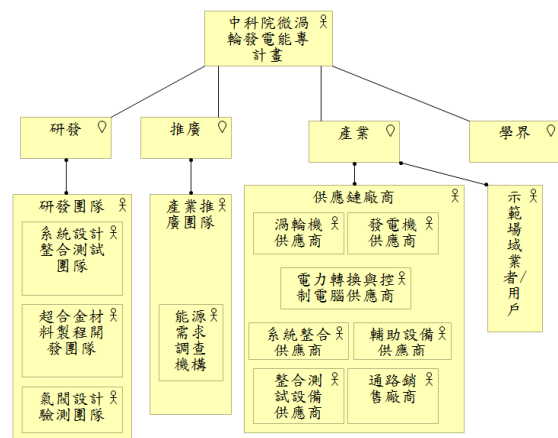 中科院微渦
輪發電能專
計畫
研發
推廣
產業
學界
研發團隊
系統設計
整合測試
團隊
超合金材
料製程開
發團隊
氣閥設計
驗測團隊
產業推
廣團隊
能源
需求
調查
機構
供應鏈廠商
渦輪機
供應商
發電機
供應商
電力轉換與控
制電腦供應商
系統整合
供應商
輔助設備
供應商
整合測
試設備
供應商
通路銷
售廠商
示
範
場
域
業
者/
用
戶